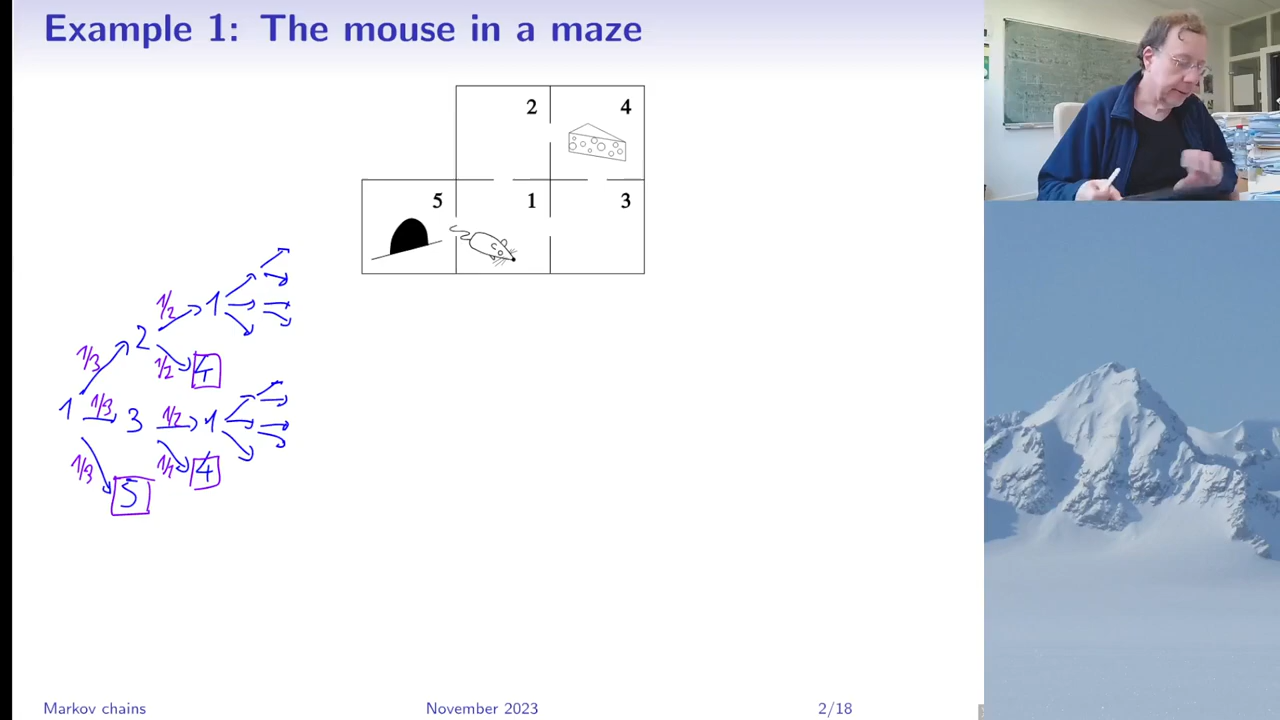 Example 1: The mouse in a maze
2 4
5 1 3
1/2 1
1/3 2 1/2 4
1 1/3 3 1/2 1
1/3 5 1/2 4
Markov chains November 2023 2/18